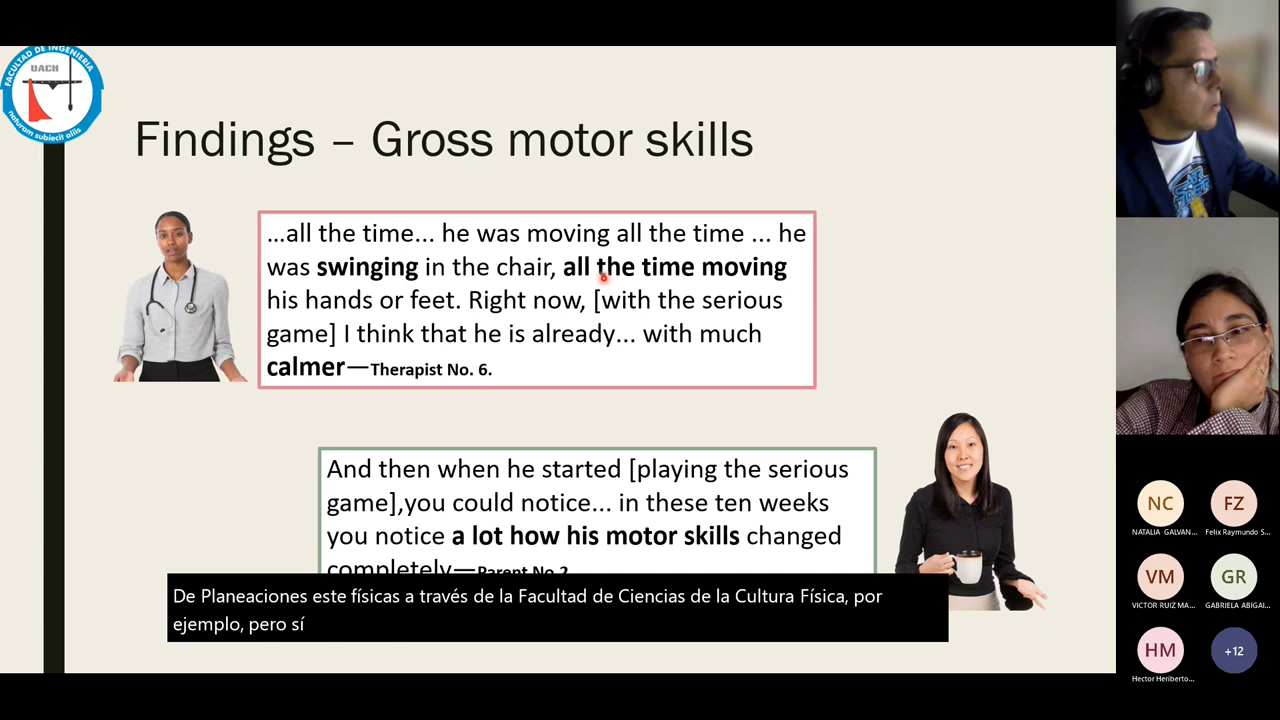 FACULTAD DE INGENIERIA
UACH
naturam subiecit aliis
Findings – Gross motor skills
…all the time... he was moving all the time ... he
was swinging in the chair, all the time moving
his hands or feet. Right now, [with the serious
game] I think that he is already... with much
calmer—Therapist No. 6.
And then when he started [playing the serious
game],you could notice... in these ten weeks
you notice a lot how his motor skills changed
completely—Parent No.2
De Planeaciones este físicas a través de la Facultad de Ciencias de la Cultura Física, por
ejemplo, pero sí
NC
NATALIA GALVAN...
FZ
Felix Raymundo S...
VM
VICTOR RUIZ MA...
GR
GABRIELA ABIGAI...
HM
Hector Heriberto...
+12